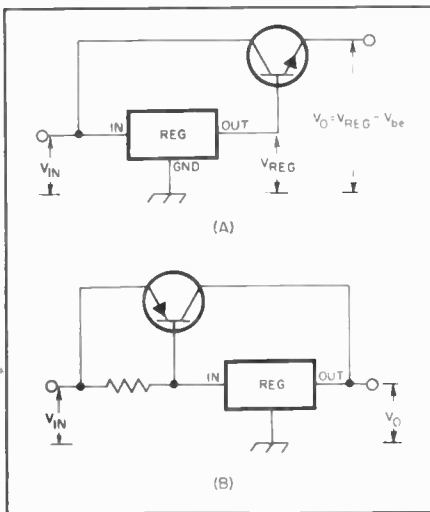 IN REG OUT
GND
V_IN
V_REG
V_O = V_REG - V_be
(A)
IN REG OUT
V_IN
V_O
(B)